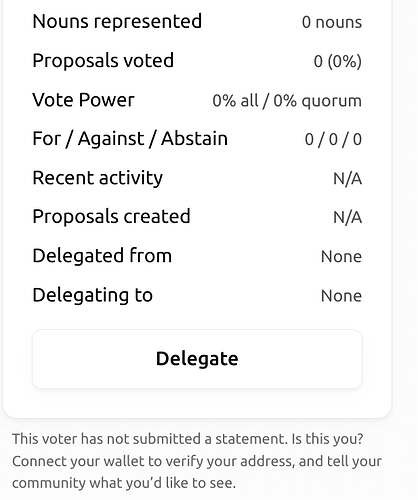 Nouns represented 0 nouns
Proposals voted 0 (0%)
Vote Power 0% all / 0% quorum
For / Against / Abstain 0 / 0 / 0
Recent activity N/A
Proposals created N/A
Delegated from None
Delegating to None
Delegate
This voter has not submitted a statement. Is this you?
Connect your wallet to verify your address, and tell your
community what you’d like to see.